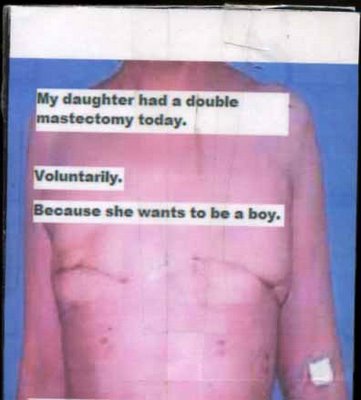 My daughter had a double
mastectomy today.
Voluntarily.
Because she wants to be a boy.